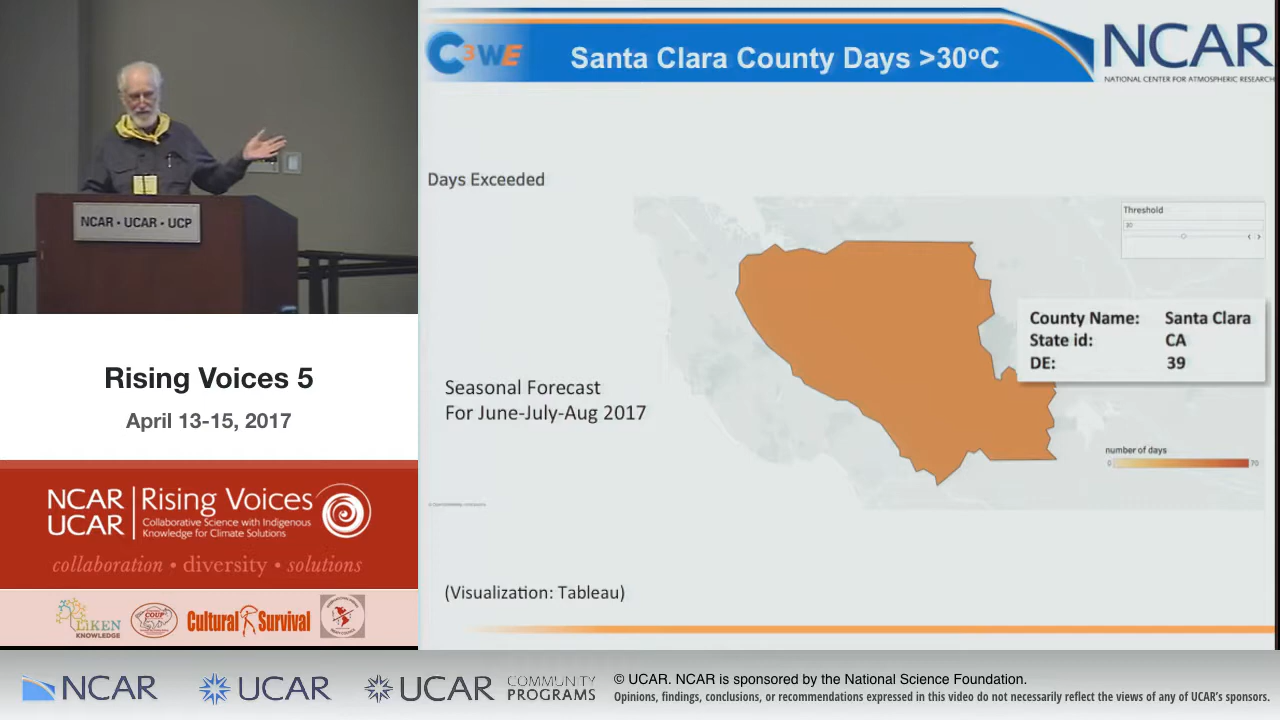 NCAR • UCAR • UCP
Rising Voices 5
April 13-15, 2017
NCAR
UCAR
Rising Voices
Collaborative Science with Indigenous
Knowledge for Climate Solutions
collaboration • diversity • solutions
LiKEN
KNOWLEDGE
COUP
Cultural Survival
C3WE
Santa Clara County Days >30ºC
NCAR
NATIONAL CENTER FOR ATMOSPHERIC RESEARCH
Days Exceeded
Threshold
30
County Name: Santa Clara
State id: CA
DE: 39
Seasonal Forecast
For June-July-Aug 2017
number of days
0 70
(Visualization: Tableau)
NCAR
UCAR
UCAR
COMMUNITY
PROGRAMS
© UCAR. NCAR is sponsored by the National Science Foundation.
Opinions, findings, conclusions, or recommendations expressed in this video do not necessarily reflect the views of any of UCAR's sponsors.